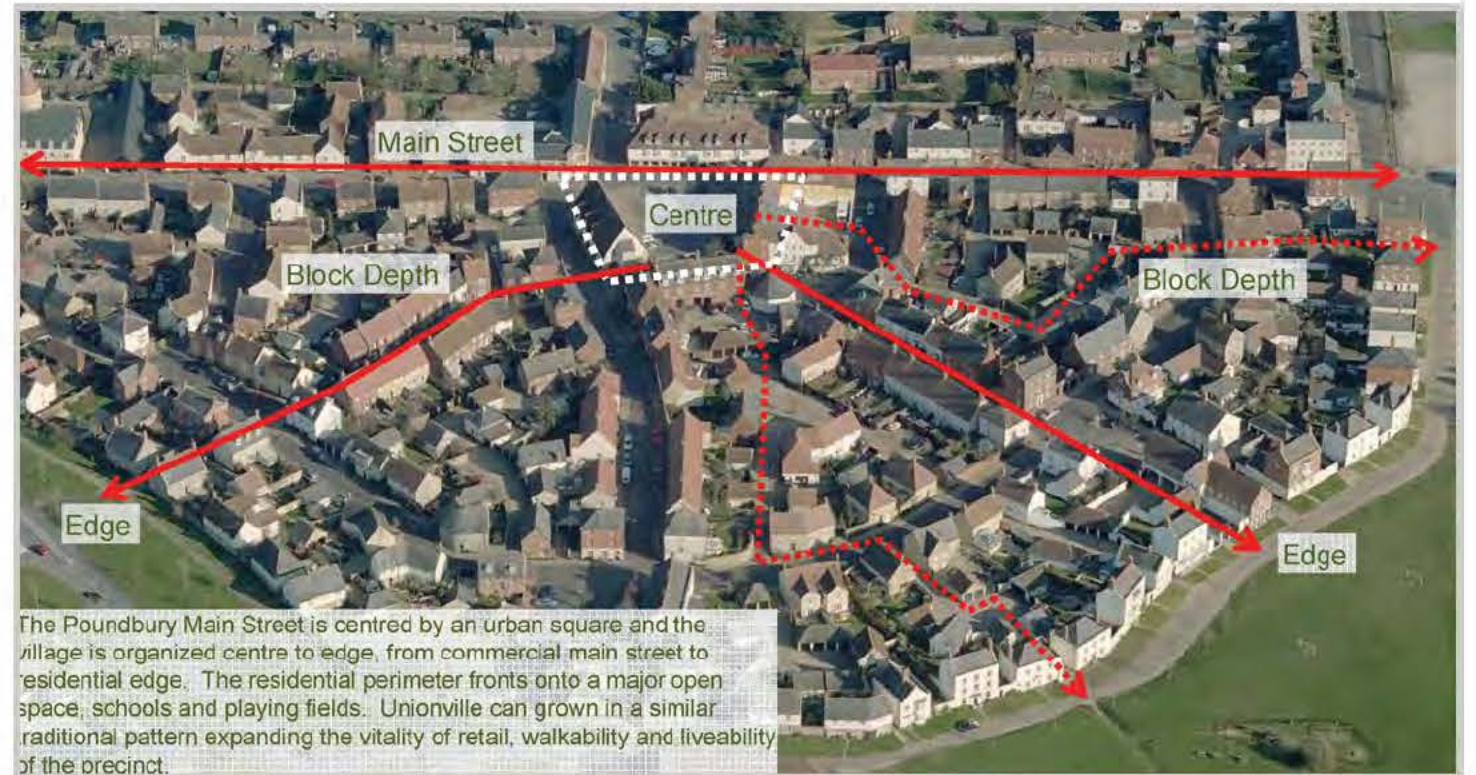 Main Street
Centre
Block Depth
Block Depth
Edge
Edge
The Poundbury Main Street is centred by an urban square and the
village is organized centre to edge, from commercial main street to
residential edge. The residential perimeter fronts onto a major open
space, schools and playing fields. Unionville can grown in a similar
traditional pattern expanding the vitality of retail, walkability and liveability
of the precinct.